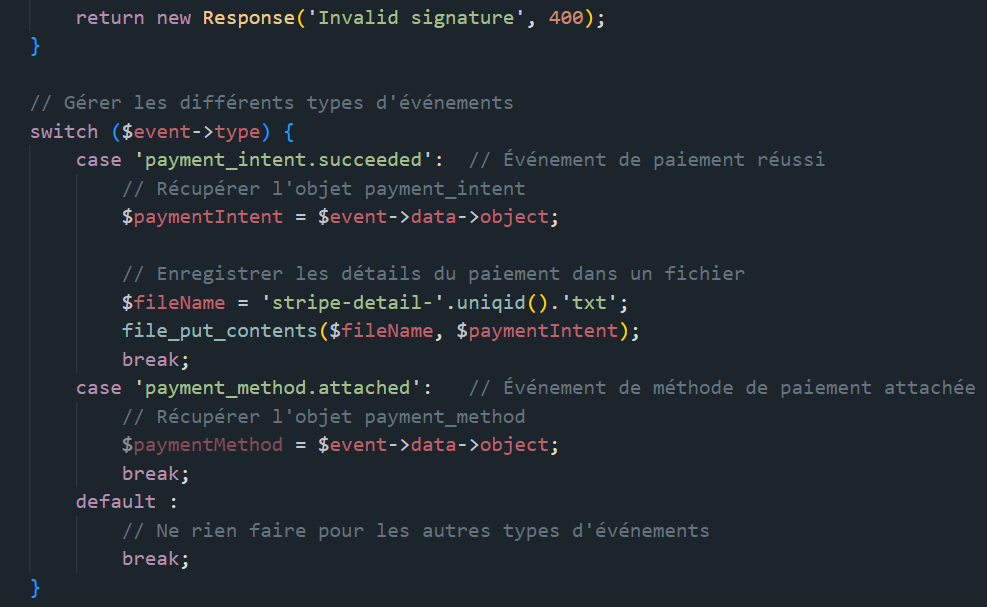 return new Response('Invalid signature', 400);
}
// Gérer les différents types d'événements
switch ($event->type) {
case 'payment_intent.succeeded':  // Événement de paiement réussi
// Récupérer l'objet payment_intent
$paymentIntent = $event->data->object;
// Enregistrer les détails du paiement dans un fichier
$fileName = 'stripe-detail-'.uniqid().'txt';
file_put_contents($fileName, $paymentIntent);
break;
case 'payment_method.attached':   // Événement de méthode de paiement attachée
// Récupérer l'objet payment_method
$paymentMethod = $event->data->object;
break;
default :
// Ne rien faire pour les autres types d'événements
break;
}